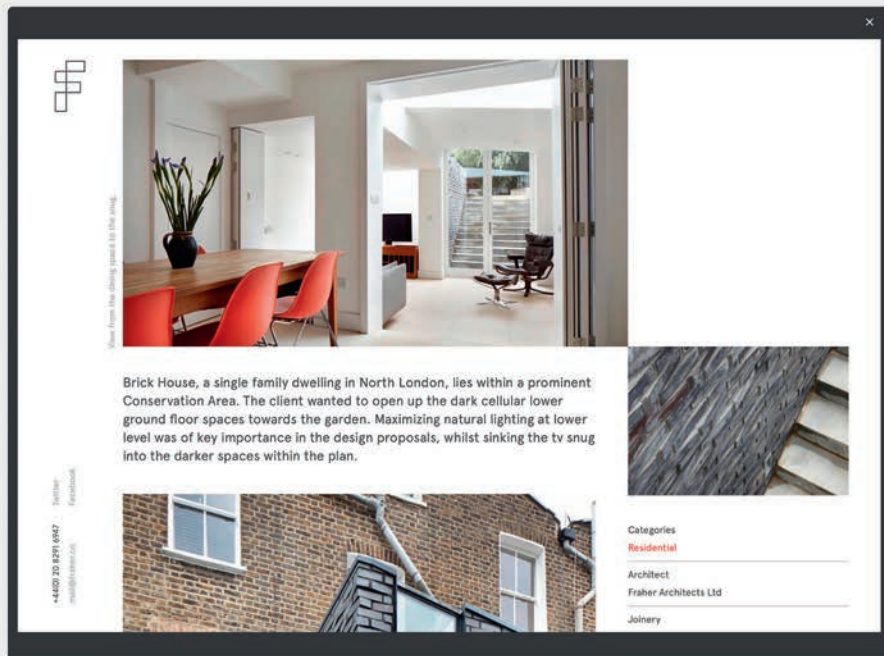 View from the dining space to the snug.
Brick House, a single family dwelling in North London, lies within a prominent
Conservation Area. The client wanted to open up the dark cellular lower
ground floor spaces towards the garden. Maximizing natural lighting at lower
level was of key importance in the design proposals, whilst sinking the tv snug
into the darker spaces within the plan.
Categories
Residential
Architect
Fraher Architects Ltd
Joinery
Twitter
Facebook
+44(0) 20 8291 6947
mail@fraher.co